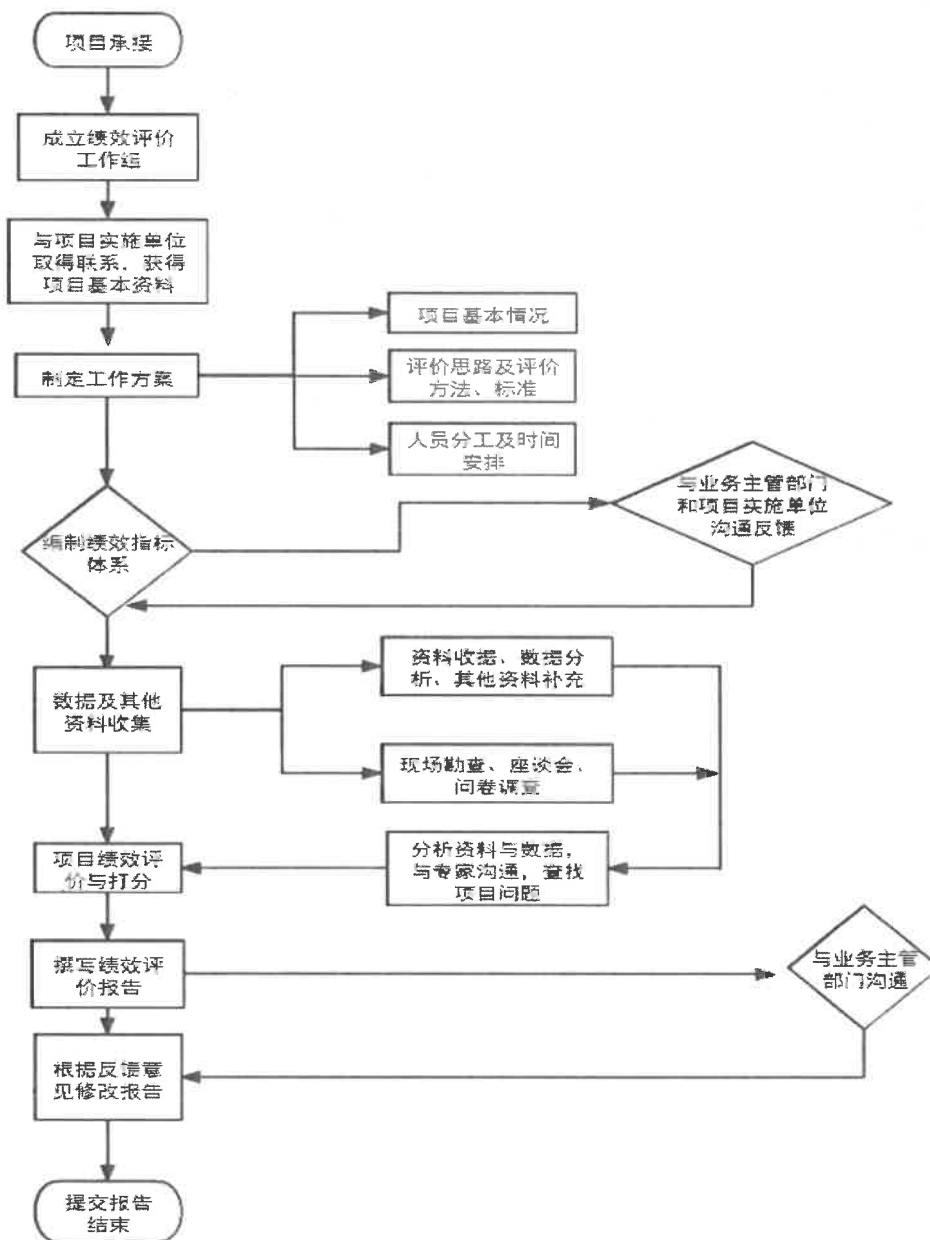 项目承接
成立绩效评价
工作组
与项目实施单位
取得联系、获得
项目基本资料
项目基本情况
制定工作方案
评价思路及评价
方法、标准
人员分工及时间
安排
与业务主管部门
和项目实施单位
沟通反馈
编制绩效指标
体系
资料收据、数据分
析、其他资料补充
数据及其他
资料收集
现场勘查、座谈会、
问卷调查
项目绩效评
价与打分
分析资料与数据，
与专家沟通，查找
项目问题
撰写绩效评
价报告
与业务主管
部门沟通
根据反馈意
见修改报告
提交报告
结束